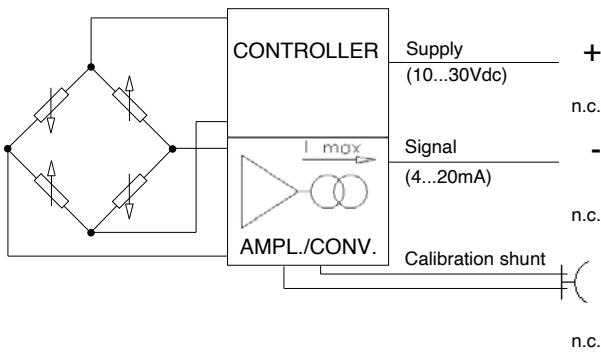 CONTROLLER
Supply
+
(10...30Vdc)
n.c.
I max
Signal
-
(4...20mA)
n.c.
AMPL./CONV.
Calibration shunt
n.c.